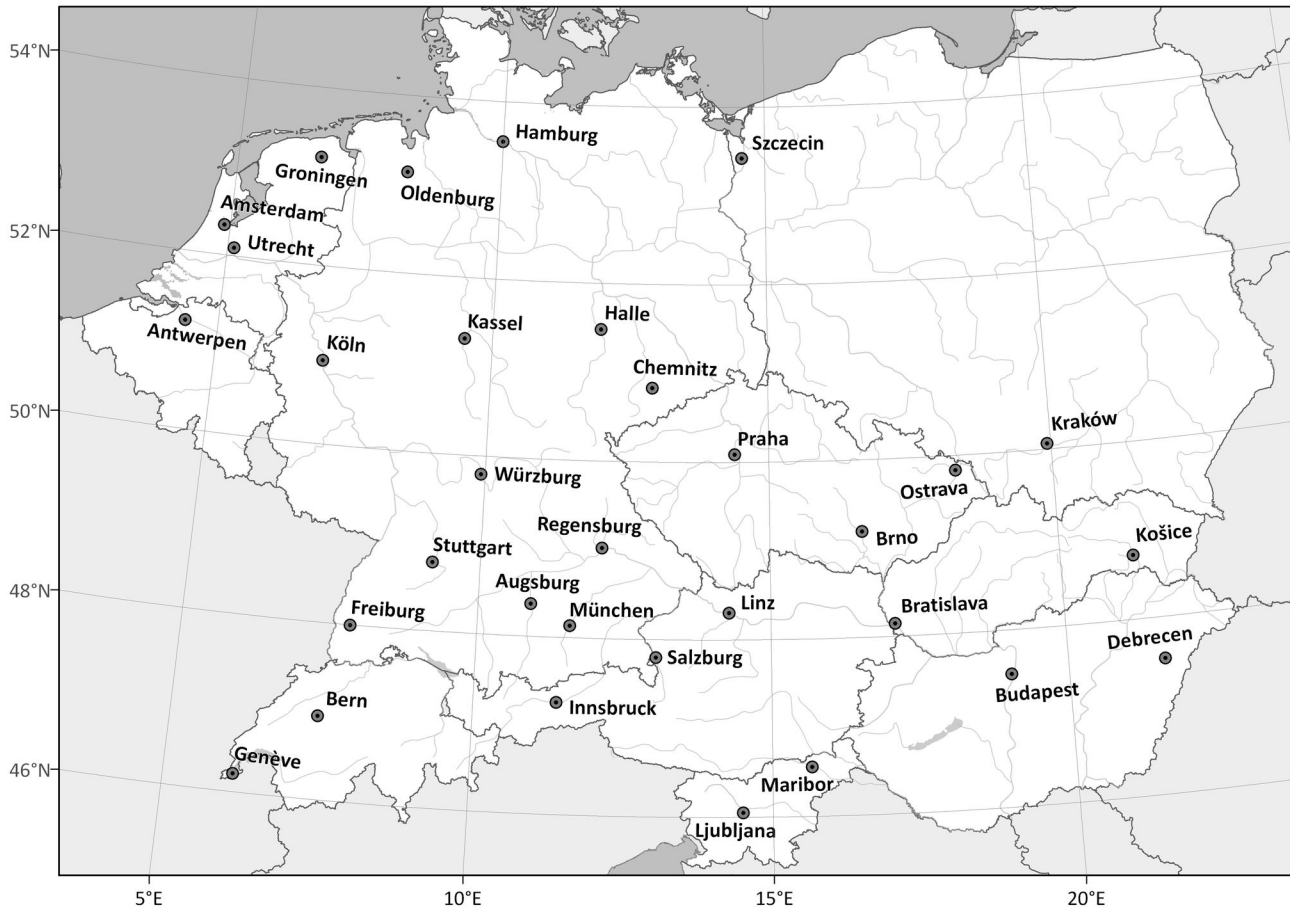 54°N
Hamburg
Szczecin
Groningen
Oldenburg
Amsterdam
52°N
Utrecht
Antwerpen
Köln
Kassel
Halle
Chemnitz
50°N
Praha
Kraków
Würzburg
Ostrava
Regensburg
Brno
Košice
Stuttgart
48°N
Augsburg
Freiburg
München
Linz
Bratislava
Debrecen
Salzburg
Budapest
Bern
Innsbruck
Genève
46°N
Maribor
Ljubljana
5°E
10°E
15°E
20°E